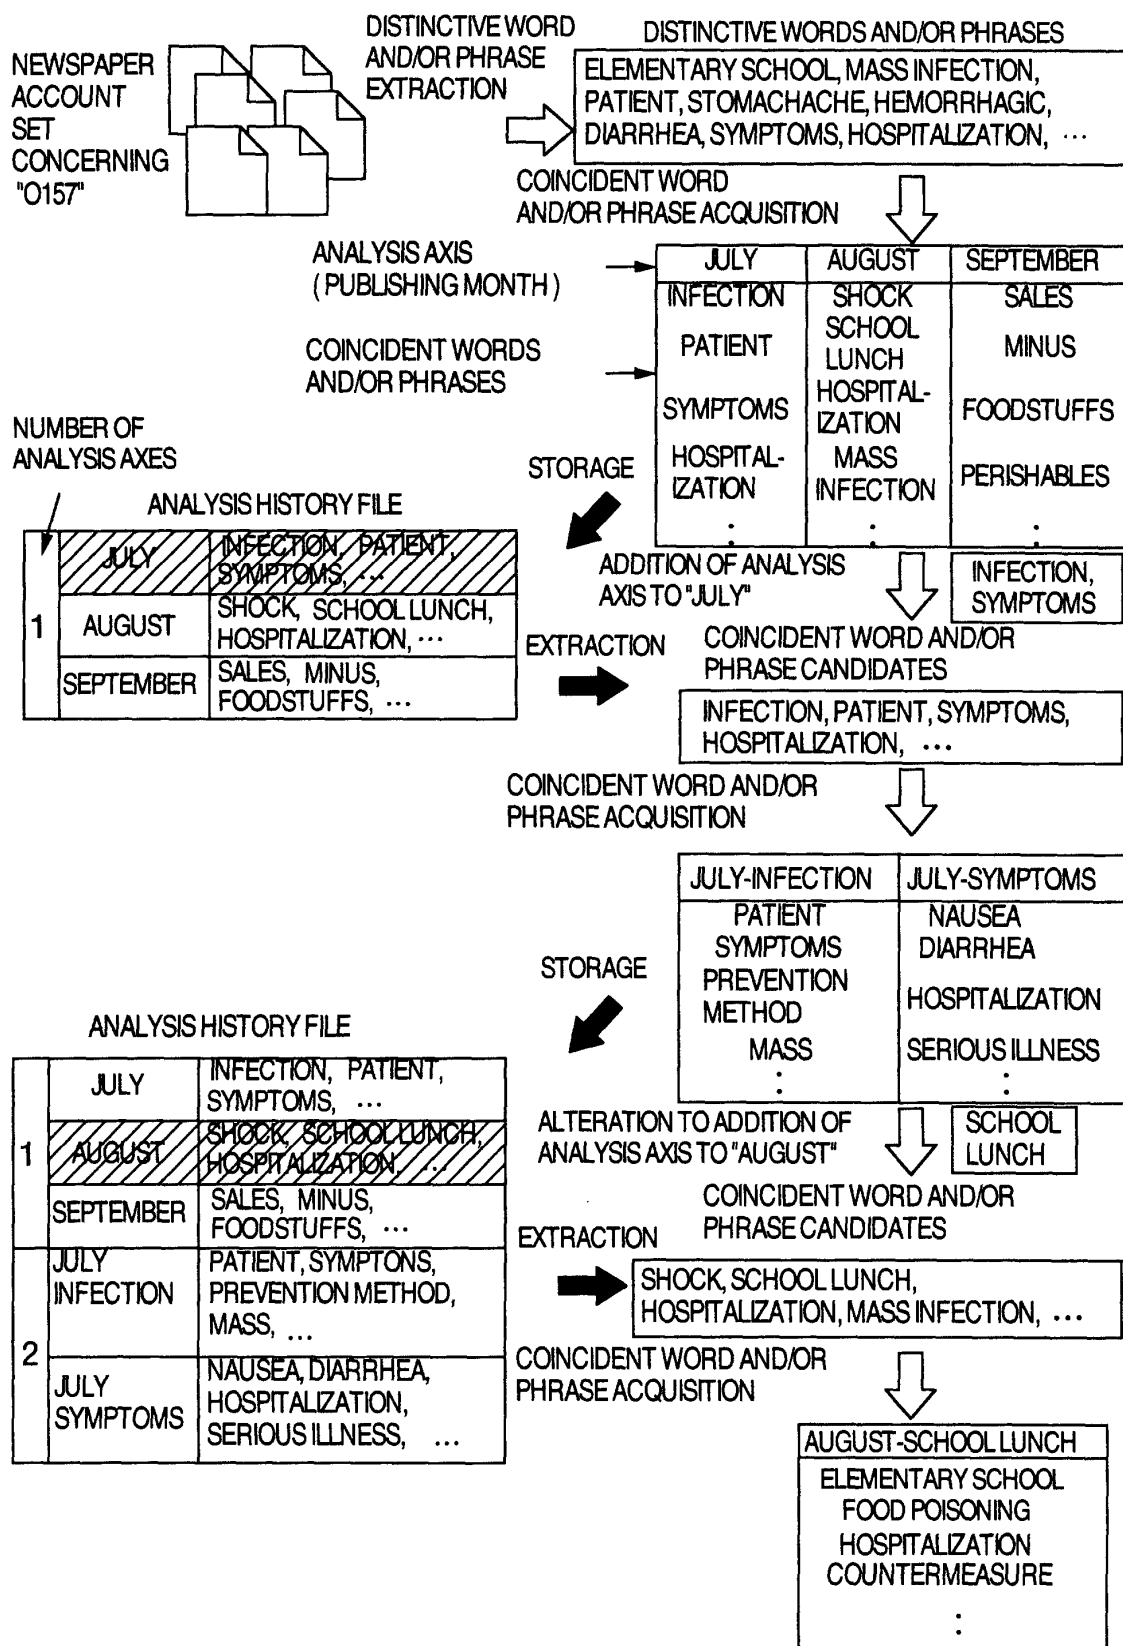 NEWSPAPER
ACCOUNT
SET
CONCERNING
"O157"
DISTINCTIVE WORD
AND/OR PHRASE
EXTRACTION
DISTINCTIVE WORDS AND/OR PHRASES
ELEMENTARY SCHOOL, MASS INFECTION,
PATIENT, STOMACHACHE, HEMORRHAGIC,
DIARRHEA, SYMPTOMS, HOSPITALIZATION, ...
COINCIDENT WORD
AND/OR PHRASE ACQUISITION
ANALYSIS AXIS
( PUBLISHING MONTH )
COINCIDENT WORDS
AND/OR PHRASES
JULY
INFECTION
PATIENT
SYMPTOMS
HOSPITAL-
IZATION
AUGUST
SHOCK
SCHOOL
LUNCH
HOSPITAL-
IZATION
MASS
INFECTION
SEPTEMBER
SALES
MINUS
FOODSTUFFS
PERISHABLES
NUMBER OF
ANALYSIS AXES
STORAGE
ANALYSIS HISTORY FILE
1
JULY
INFECTION, PATIENT,
SYMPTOMS, ...
AUGUST
SHOCK, SCHOOL LUNCH,
HOSPITALIZATION, ...
SEPTEMBER
SALES, MINUS,
FOODSTUFFS, ...
ADDITION OF ANALYSIS
AXIS TO "JULY"
INFECTION,
SYMPTOMS
EXTRACTION
COINCIDENT WORD AND/OR
PHRASE CANDIDATES
INFECTION, PATIENT, SYMPTOMS,
HOSPITALIZATION, ...
COINCIDENT WORD AND/OR
PHRASE ACQUISITION
JULY-INFECTION
PATIENT
SYMPTOMS
PREVENTION
METHOD
MASS
JULY-SYMPTOMS
NAUSEA
DIARRHEA
HOSPITALIZATION
SERIOUS ILLNESS
STORAGE
ANALYSIS HISTORY FILE
1
JULY
INFECTION, PATIENT,
SYMPTOMS, ...
AUGUST
SHOCK, SCHOOL LUNCH,
HOSPITALIZATION, ...
SEPTEMBER
SALES, MINUS,
FOODSTUFFS, ...
2
JULY
INFECTION
PATIENT, SYMPTONS,
PREVENTION METHOD,
MASS, ...
JULY
SYMPTOMS
NAUSEA, DIARRHEA,
HOSPITALIZATION,
SERIOUS ILLNESS, ...
ALTERATION TO ADDITION OF
ANALYSIS AXIS TO "AUGUST"
SCHOOL
LUNCH
COINCIDENT WORD AND/OR
PHRASE CANDIDATES
EXTRACTION
SHOCK, SCHOOL LUNCH,
HOSPITALIZATION, MASS INFECTION, ...
COINCIDENT WORD AND/OR
PHRASE ACQUISITION
AUGUST-SCHOOL LUNCH
ELEMENTARY SCHOOL
FOOD POISONING
HOSPITALIZATION
COUNTERMEASURE